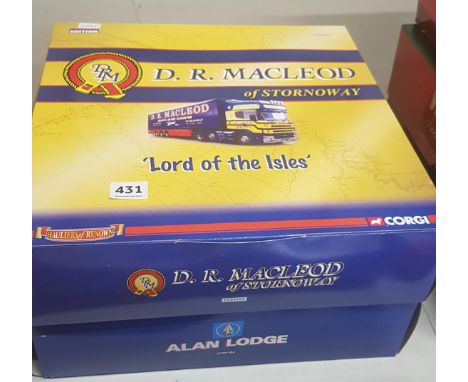 EDITION
DRM
D. R. MACLEOD
of STORNOWAY
D. R. MACLEOD
'Lord of the Isles'
431
HAULIERS of RENOWN
CORGI
DRM
D. R. MACLEOD
of STORNOWAY
ALAN LODGE